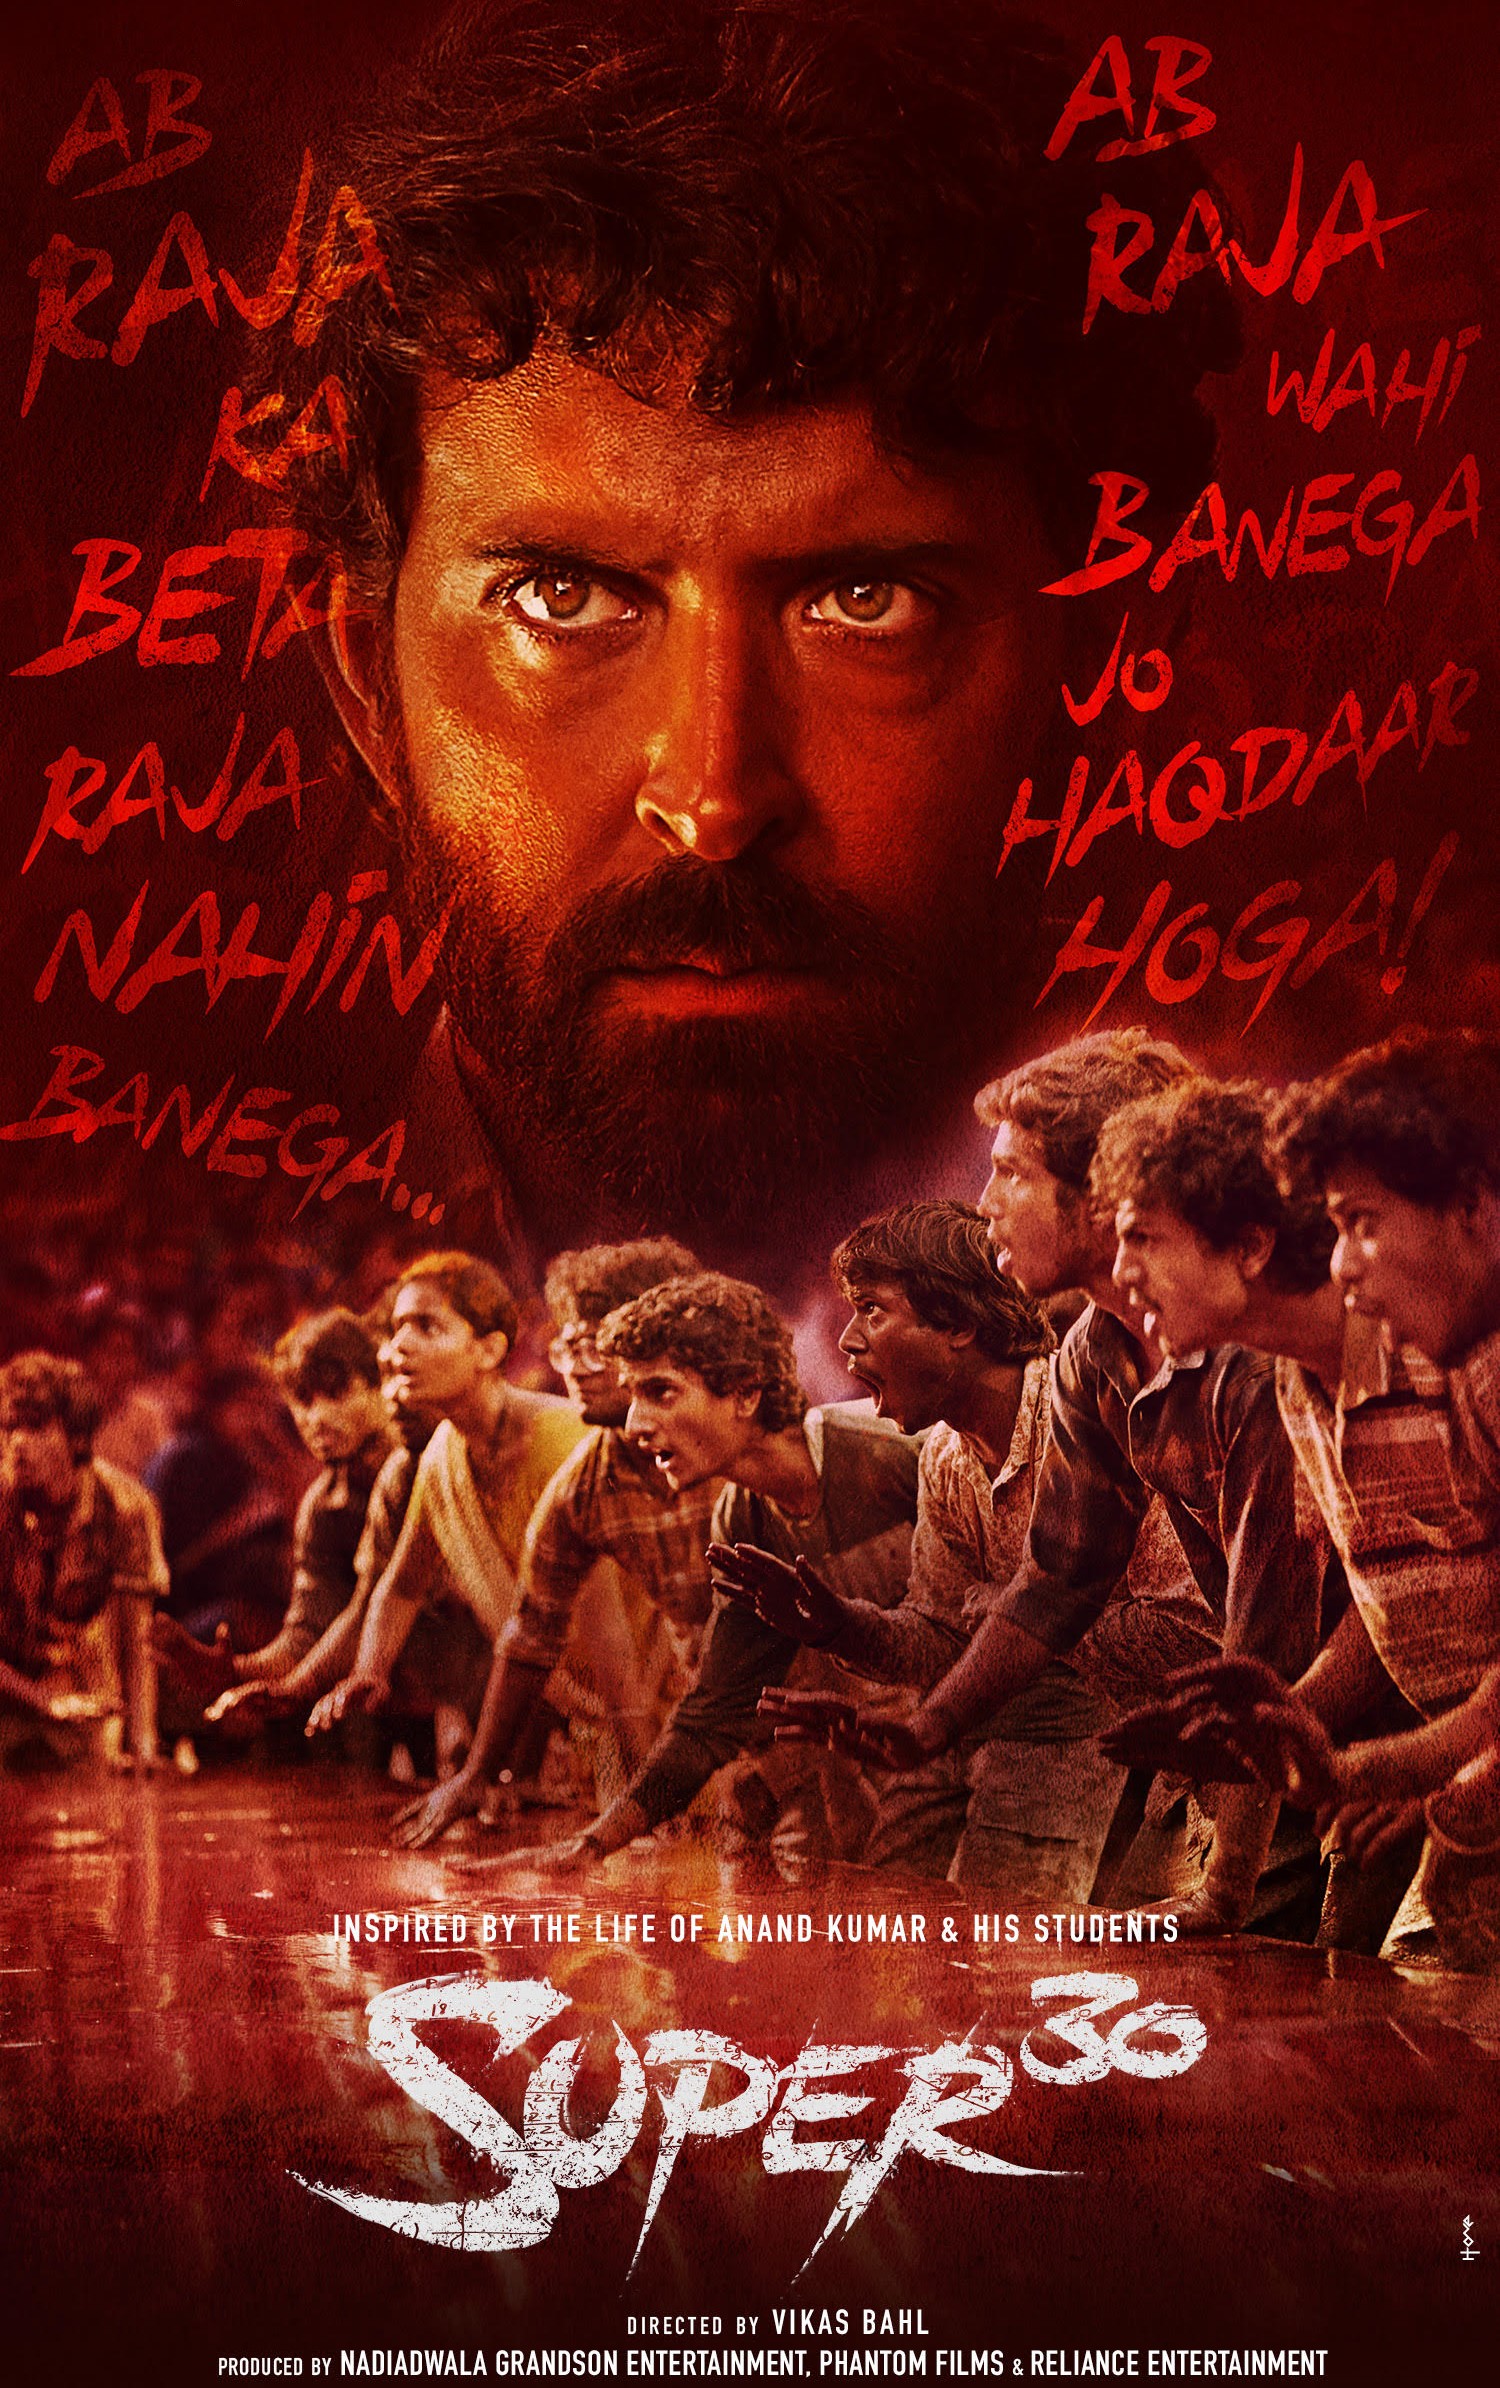 AB
RAJA
KA
BETA
RAJA
NAHIN
BANEGA...
AB
RAJA
WAHI
BANEGA
JO
HAQDAAR
HOGA!
INSPIRED BY THE LIFE OF ANAND KUMAR & HIS STUDENTS
SUPER 30
DIRECTED BY VIKAS BAHL
PRODUCED BY NADIADWALA GRANDSON ENTERTAINMENT, PHANTOM FILMS & RELIANCE ENTERTAINMENT